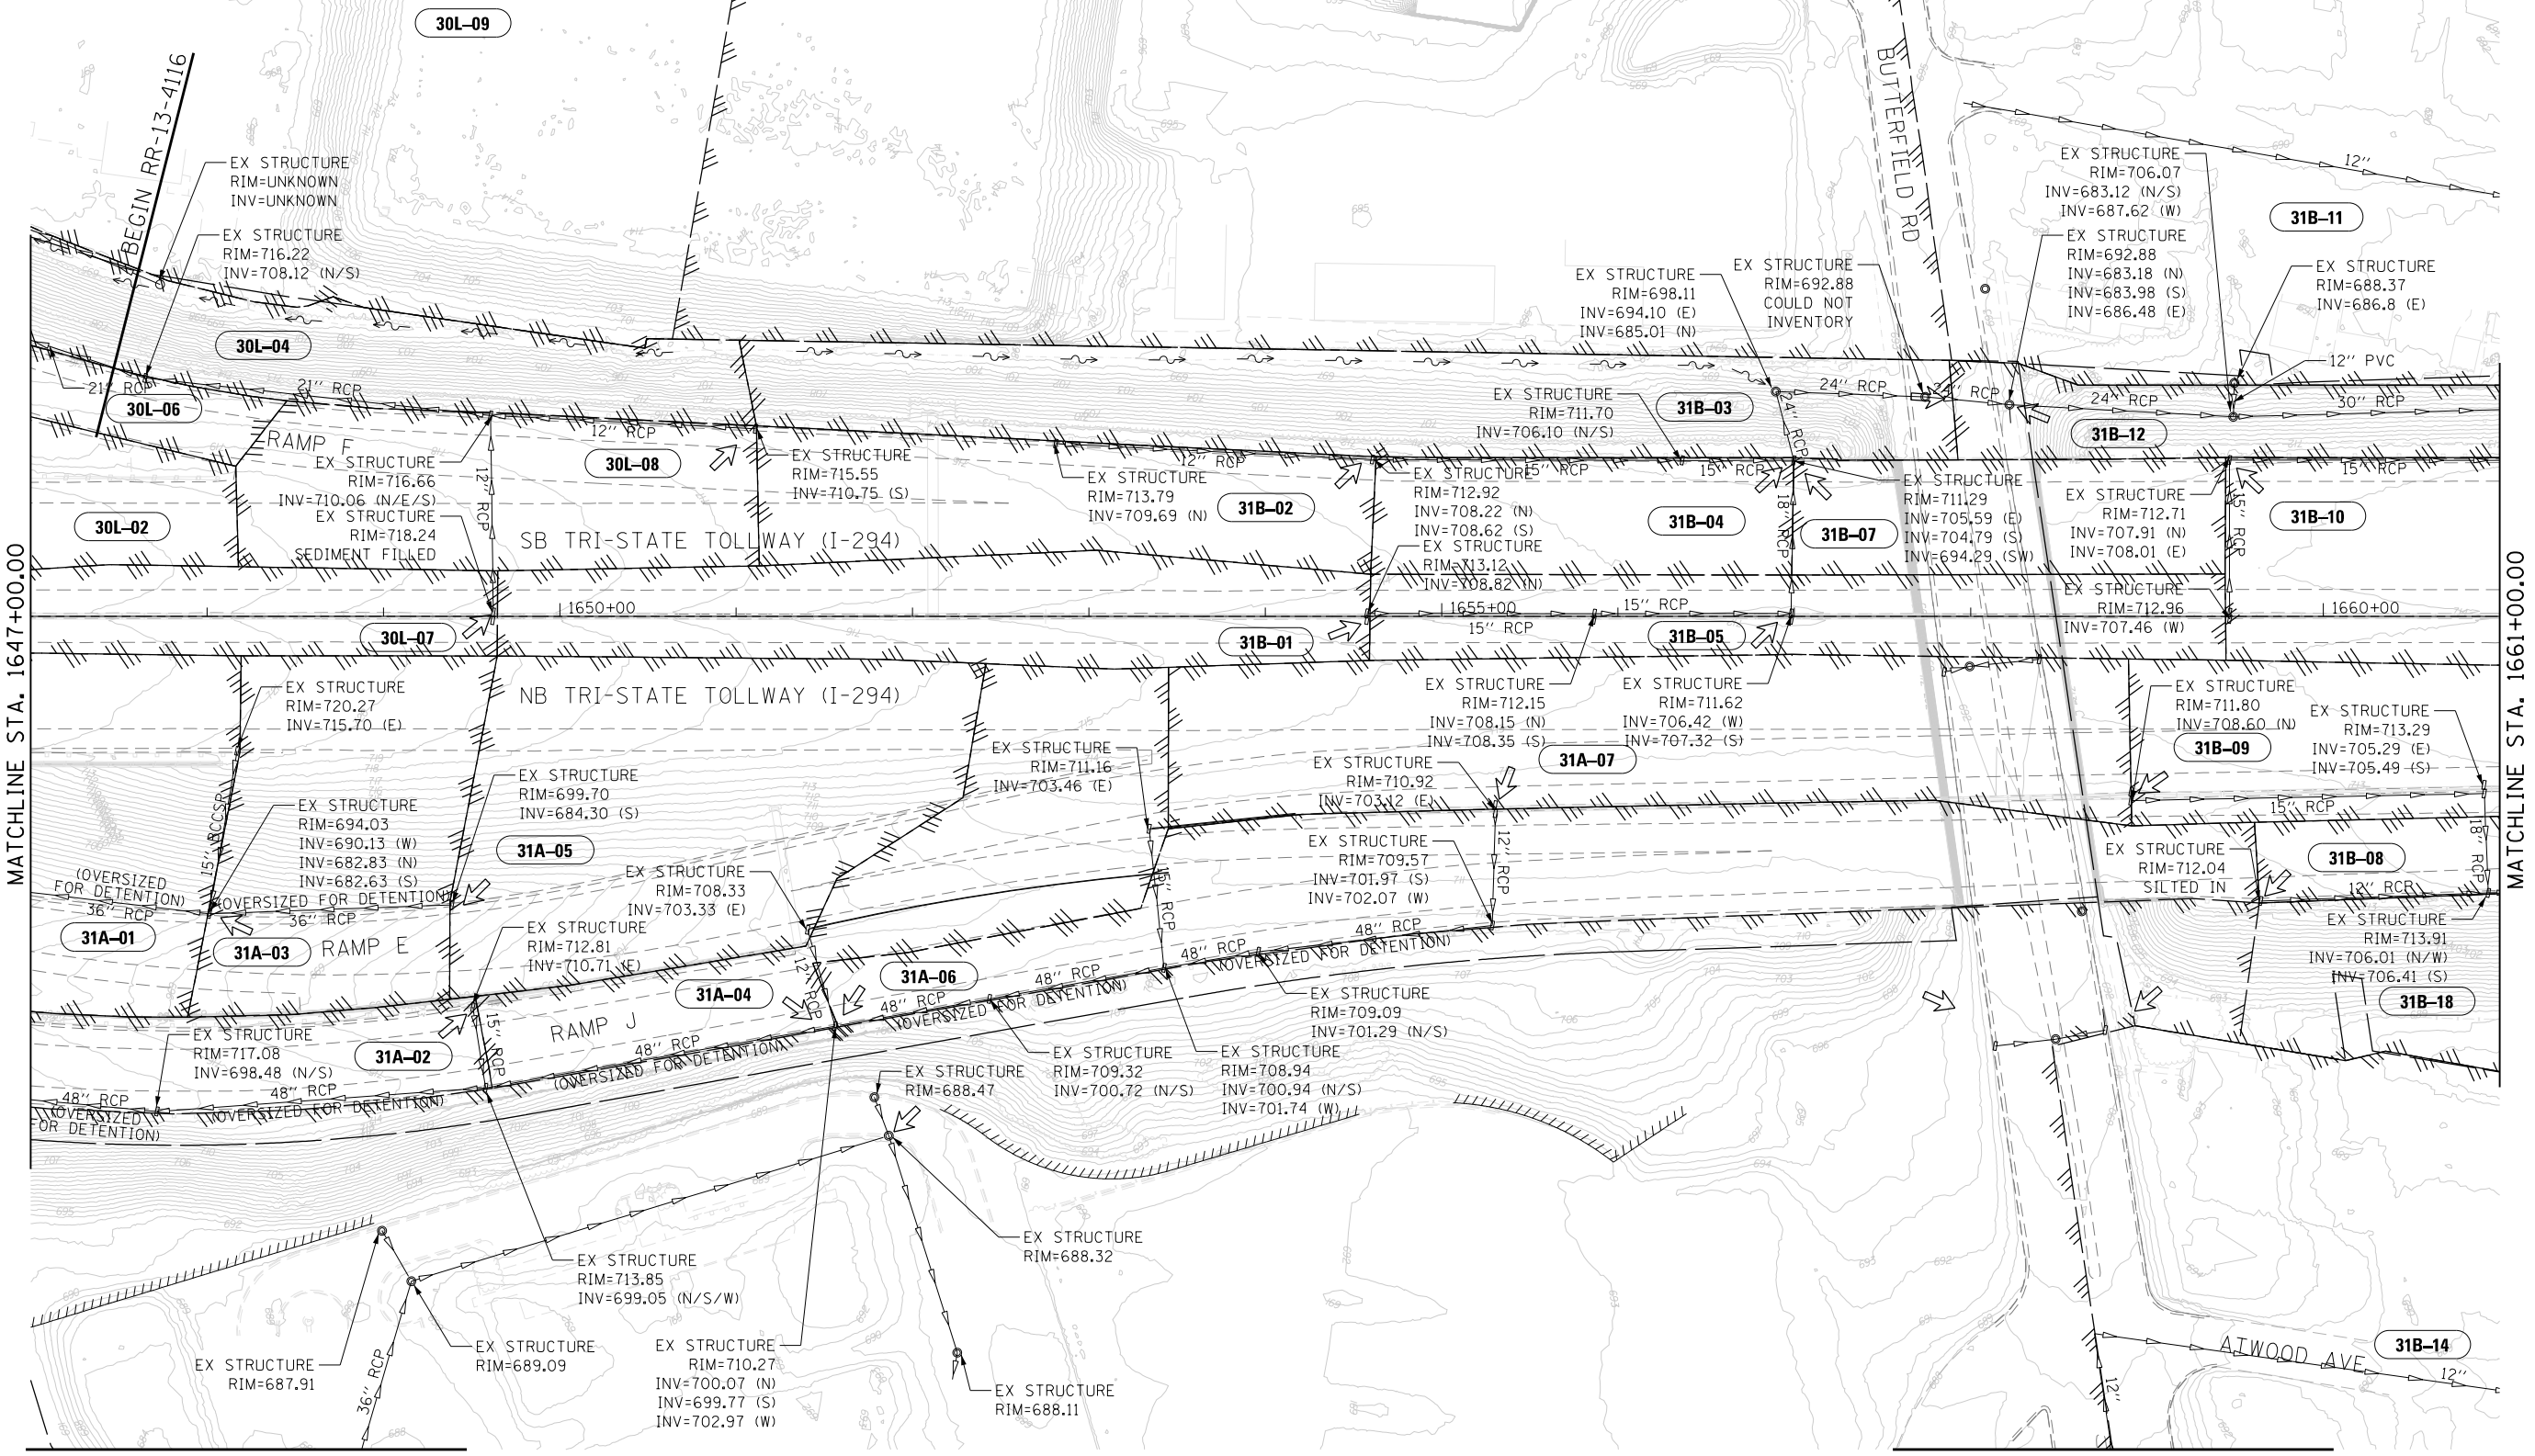 30L–09
BEGIN RR-13-4116
EX STRUCTURE
RIM=UNKNOWN
INV=UNKNOWN
EX STRUCTURE
RIM=716.22
INV=708.12 (N/S)
30L–04
21'' RCP
30L–06
21'' RCP
RAMP F
EX STRUCTURE
RIM=716.66
INV=710.06 (N/E/S)
EX STRUCTURE
RIM=718.24
SEDIMENT FILLED
30L–02
12'' RCP
12'' RCP
30L–08
EX STRUCTURE
RIM=715.55
INV=710.75 (S)
EX STRUCTURE
RIM=713.79
INV=709.69 (N)
12'' RCP
31B–02
SB TRI-STATE TOLLWAY (I-294)
BUTTERFIELD RD
EX STRUCTURE
RIM=698.11
INV=694.10 (E)
INV=685.01 (N)
EX STRUCTURE
RIM=692.88
COULD NOT
INVENTORY
EX STRUCTURE
RIM=706.07
INV=683.12 (N/S)
INV=687.62 (W)
EX STRUCTURE
RIM=692.88
INV=683.18 (N)
INV=683.98 (S)
INV=686.48 (E)
12''
31B–11
EX STRUCTURE
RIM=688.37
INV=686.8 (E)
12'' PVC
EX STRUCTURE
RIM=711.70
INV=706.10 (N/S)
31B–03
24'' RCP
24'' RCP
24'' RCP
24'' RCP
30'' RCP
31B–12
15'' RCP
15'' RCP
15'' RCP
EX STRUCTURE
RIM=712.92
INV=708.22 (N)
INV=708.62 (S)
EX STRUCTURE
RIM=713.12
INV=708.82 (N)
31B–04
18'' RCP
31B–07
EX STRUCTURE
RIM=711.29
INV=705.59 (E)
INV=704.79 (S)
INV=694.29 (SW)
EX STRUCTURE
RIM=712.71
INV=707.91 (N)
INV=708.01 (E)
15'' RCP
31B–10
EX STRUCTURE
RIM=712.96
INV=707.46 (W)
MATCHLINE STA. 1647+00.00
MATCHLINE STA. 1661+00.00
1650+00
1655+00
1660+00
15'' RCP
15'' RCP
30L–07
31B–01
31B–05
NB TRI-STATE TOLLWAY (I-294)
EX STRUCTURE
RIM=720.27
INV=715.70 (E)
EX STRUCTURE
RIM=712.15
INV=708.15 (N)
INV=708.35 (S)
EX STRUCTURE
RIM=711.62
INV=706.42 (W)
INV=707.32 (S)
EX STRUCTURE
RIM=711.80
INV=708.60 (N)
31B–09
EX STRUCTURE
RIM=713.29
INV=705.29 (E)
INV=705.49 (S)
EX STRUCTURE
RIM=694.03
INV=690.13 (W)
INV=682.83 (N)
INV=682.63 (S)
EX STRUCTURE
RIM=699.70
INV=684.30 (S)
EX STRUCTURE
RIM=711.16
INV=703.46 (E)
EX STRUCTURE
RIM=710.92
INV=703.12 (E)
31A–07
15'' RCP
18'' RCP
31A–05
EX STRUCTURE
RIM=709.57
INV=701.97 (S)
INV=702.07 (W)
12'' RCP
EX STRUCTURE
RIM=712.04
SILTED IN
31B–08
12'' RCP
(OVERSIZED
FOR DETENTION)
36'' RCP
(OVERSIZED FOR DETENTION)
36'' RCP
31A–01
31A–03
RAMP E
EX STRUCTURE
RIM=708.33
INV=703.33 (E)
EX STRUCTURE
RIM=712.81
INV=710.71 (E)
31A–04
12'' RCP
31A–06
15'' RCP
48'' RCP
48'' RCP
48'' RCP
48'' RCP
(OVERSIZED FOR DETENTION)
(OVERSIZED FOR DETENTION)
EX STRUCTURE
RIM=713.91
INV=706.01 (N/W)
INV=706.41 (S)
31B–18
EX STRUCTURE
RIM=717.08
INV=698.48 (N/S)
31A–02
15'' RCP
RAMP J
48'' RCP
(OVERSIZED FOR DETENTION)
EX STRUCTURE
RIM=709.09
INV=701.29 (N/S)
48'' RCP
(OVERSIZED
FOR DETENTION)
48'' RCP
(OVERSIZED FOR DETENTION)
EX STRUCTURE
RIM=688.47
EX STRUCTURE
RIM=709.32
INV=700.72 (N/S)
EX STRUCTURE
RIM=708.94
INV=700.94 (N/S)
INV=701.74 (W)
EX STRUCTURE
RIM=688.32
EX STRUCTURE
RIM=713.85
INV=699.05 (N/S/W)
EX STRUCTURE
RIM=687.91
36'' RCP
EX STRUCTURE
RIM=689.09
EX STRUCTURE
RIM=710.27
INV=700.07 (N)
INV=699.77 (S)
INV=702.97 (W)
EX STRUCTURE
RIM=688.11
12''
ATWOOD AVE
31B–14
12''